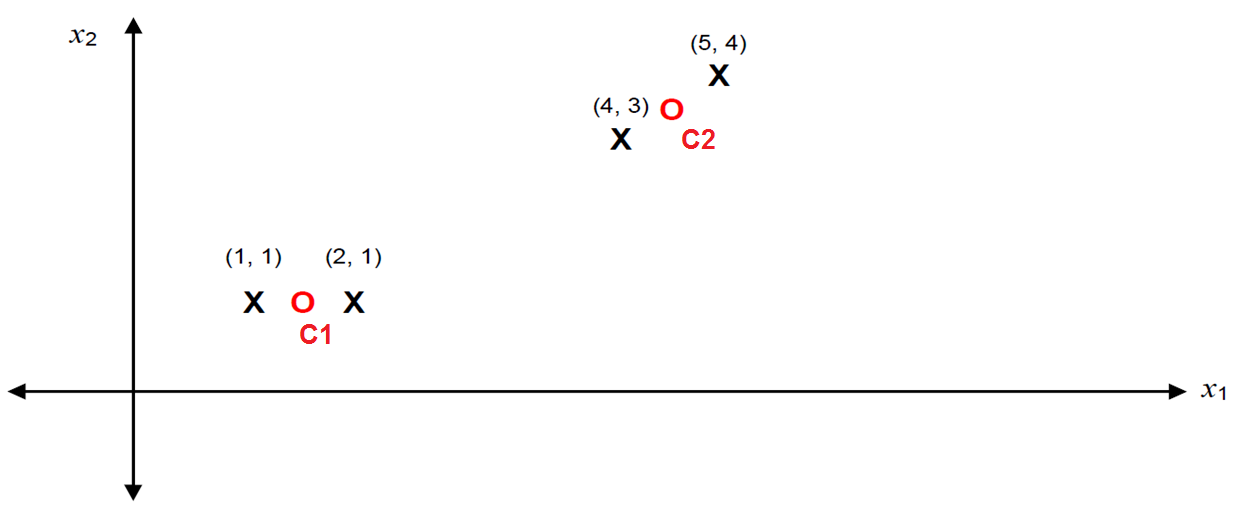 x₂
(5, 4)
X
(4, 3) O
X C2
(1, 1) (2, 1)
X O X
C1
x₁